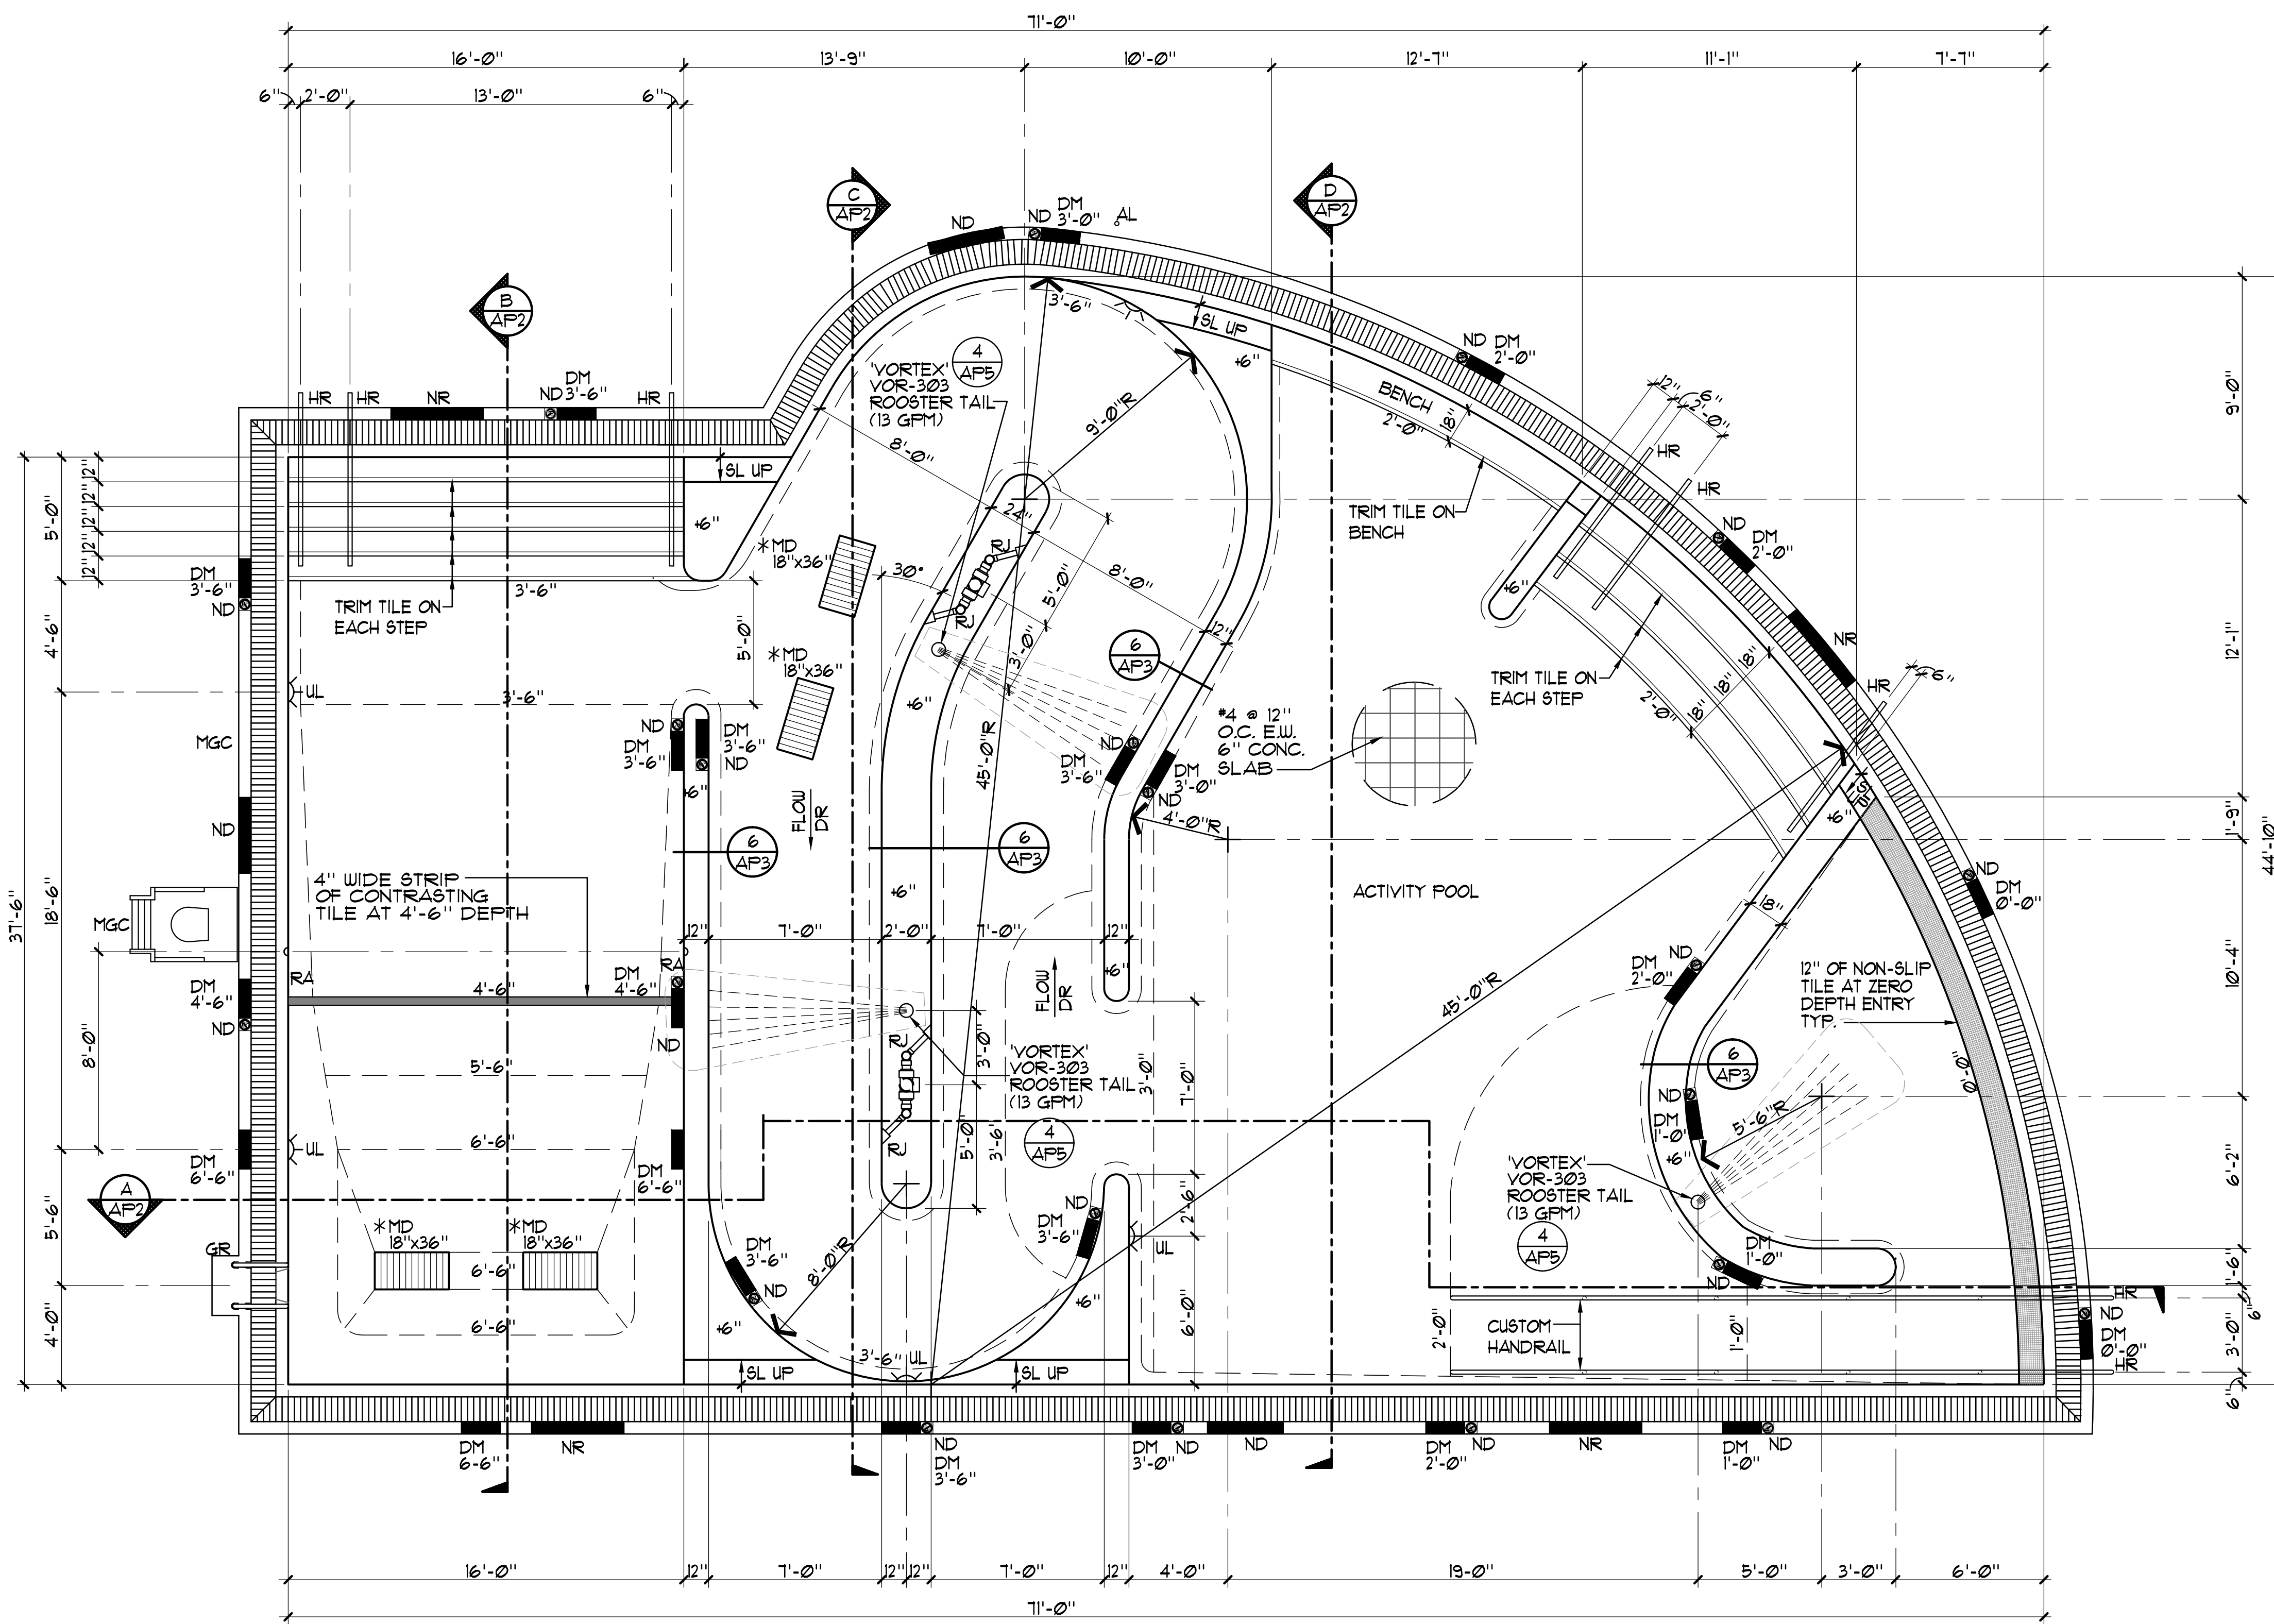 71'-0"
16'-0" 13'-9" 10'-0" 12'-7" 11'-1" 7'-7"
6" 2'-0" 13'-0" 6"
C
AP2
D
AP2
B
AP2
ND
ND
DM
3'-0"
AL
HR
HR
NR
ND
DM
3'-6"
HR
3'-6"
SL UP
+6"
4
AP5
'VORTEX'
VOR-303
ROOSTER TAIL
(13 GPM)
9'-0"R
8'-0"
ND
DM
2'-0"
BENCH
2'-0"
18"
12"
6"
2'-0"
HR
HR
ND
DM
2'-0"
NR
HR
6"
9'-0"
12'-1"
1'-9"
44'-10"
10'-4"
6'-2"
1'-6"
6"
3'-0"
6"
12"
12"
12"
12"
12"
5'-0"
4'-6"
37'-6"
18'-6"
8'-0"
5'-6"
4'-0"
SL UP
+6"
DM
3'-6"
ND
TRIM TILE ON
EACH STEP
3'-6"
*MD
18"x36"
30°
24"
RJ
RJ
5'-0"
3'-0"
8'-0"
12"
5'-0"
*MD
18"x36"
UL
3'-6"
+6"
6
AP3
45'-0"R
TRIM TILE ON
BENCH
+6"
TRIM TILE ON
EACH STEP
18"
18"
18"
2'-0"
MGC
ND
DM
3'-6"
DM
3'-6"
ND
+6"
FLOW
DR
6
AP3
6
AP3
ND
DM
3'-6"
DM
3'-0"
ND
4'-0"R
#4 @ 12"
O.C. E.W.
6" CONC.
SLAB
ND
4" WIDE STRIP
OF CONTRASTING
TILE AT 4'-6" DEPTH
+6"
ACTIVITY POOL
SL
UP
+6"
ND
DM
0'-0"
MGC
12" 7'-0" 2'-0" 7'-0" 12"
+6"
18"
RA
RA
4'-6"
DM
4'-6"
DM
4'-6"
ND
ND
FLOW
DR
45'-0"R
ND
DM
2'-0"
12" OF NON-SLIP
TILE AT ZERO
DEPTH ENTRY
TYP.
0'-0"
5'-6"
RJ
3'-0"
'VORTEX'
VOR-303
ROOSTER TAIL
(13 GPM)
3'-0"
7'-0"
6
AP3
ND
DM
1'-0"
5'-6"R
+6"
UL
6'-6"
DM
6'-6"
DM
6'-6"
RJ
5'-0"
3'-6"
4
AP5
'VORTEX'
VOR-303
ROOSTER TAIL
(13 GPM)
4
AP5
A
AP2
*MD
18"x36"
*MD
18"x36"
GR
6'-6"
6'-6"
DM
3'-6"
ND
8'-0"R
ND
DM
3'-6"
UL
2'-6"
6'-0"
+6"
+6"
DM
1'-0"
ND
3'-6"
UL
SL UP
SL UP
2'-0"
CUSTOM
HANDRAIL
1'-0"
HR
ND
DM
0'-0"
HR
DM
6'-6"
NR
ND
DM
3'-6"
DM
3'-0"
ND
ND
DM
2'-0"
ND
NR
DM
1'-0"
ND
16'-0" 12" 7'-0" 12" 12" 7'-0" 12" 4'-0" 19'-0" 5'-0" 3'-0" 6'-0"
71'-0"